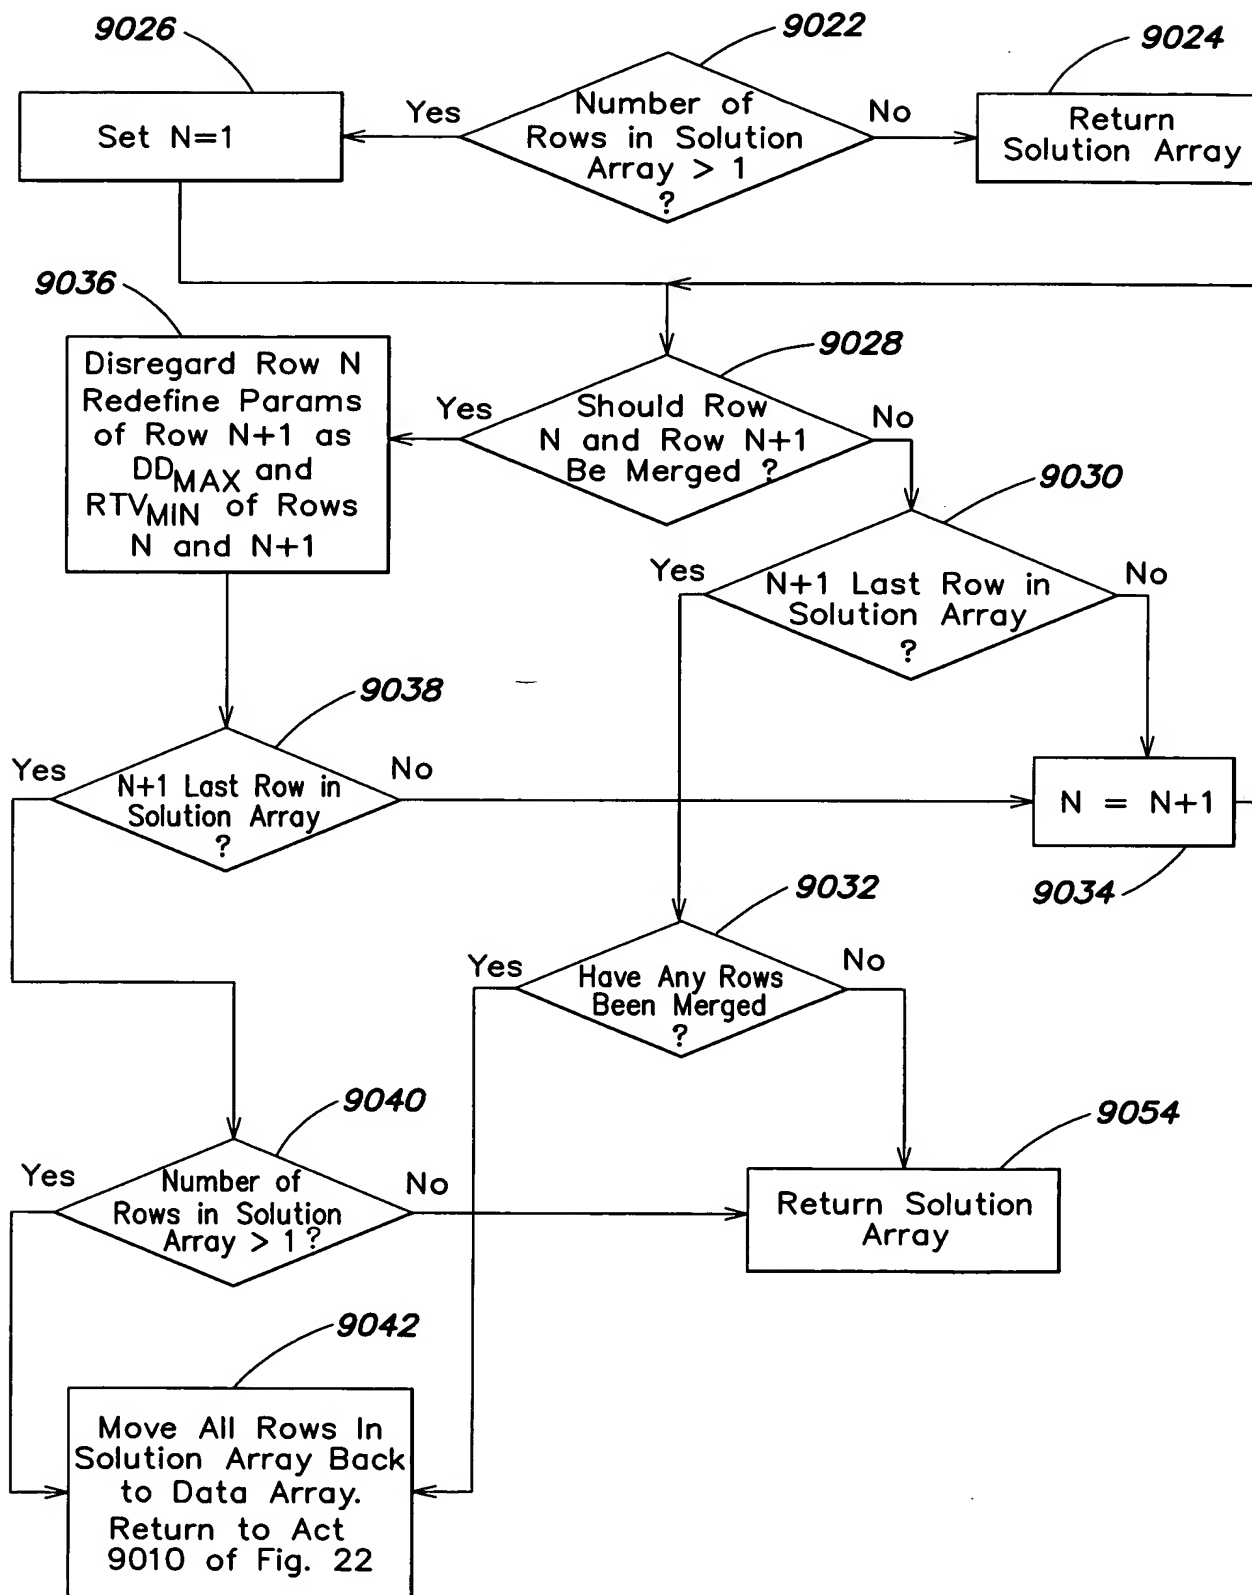 9026
9022
9024
Yes
No
Set N=1
Number of
Rows in Solution
Array > 1
?
Return
Solution Array
9036
9028
Disregard Row N
Redefine Params
of Row N+1 as
DDMAX and
RTVMIN of Rows
N and N+1
Yes
No
Should Row
N and Row N+1
Be Merged ?
9030
Yes
No
N+1 Last Row in
Solution Array
?
9038
Yes
No
N+1 Last Row in
Solution Array
?
N = N+1
9034
9032
Yes
No
Have Any Rows
Been Merged
?
9040
9054
Yes
No
Number of
Rows in Solution
Array > 1 ?
Return Solution
Array
9042
Move All Rows In
Solution Array Back
to Data Array.
Return to Act
9010 of Fig. 22